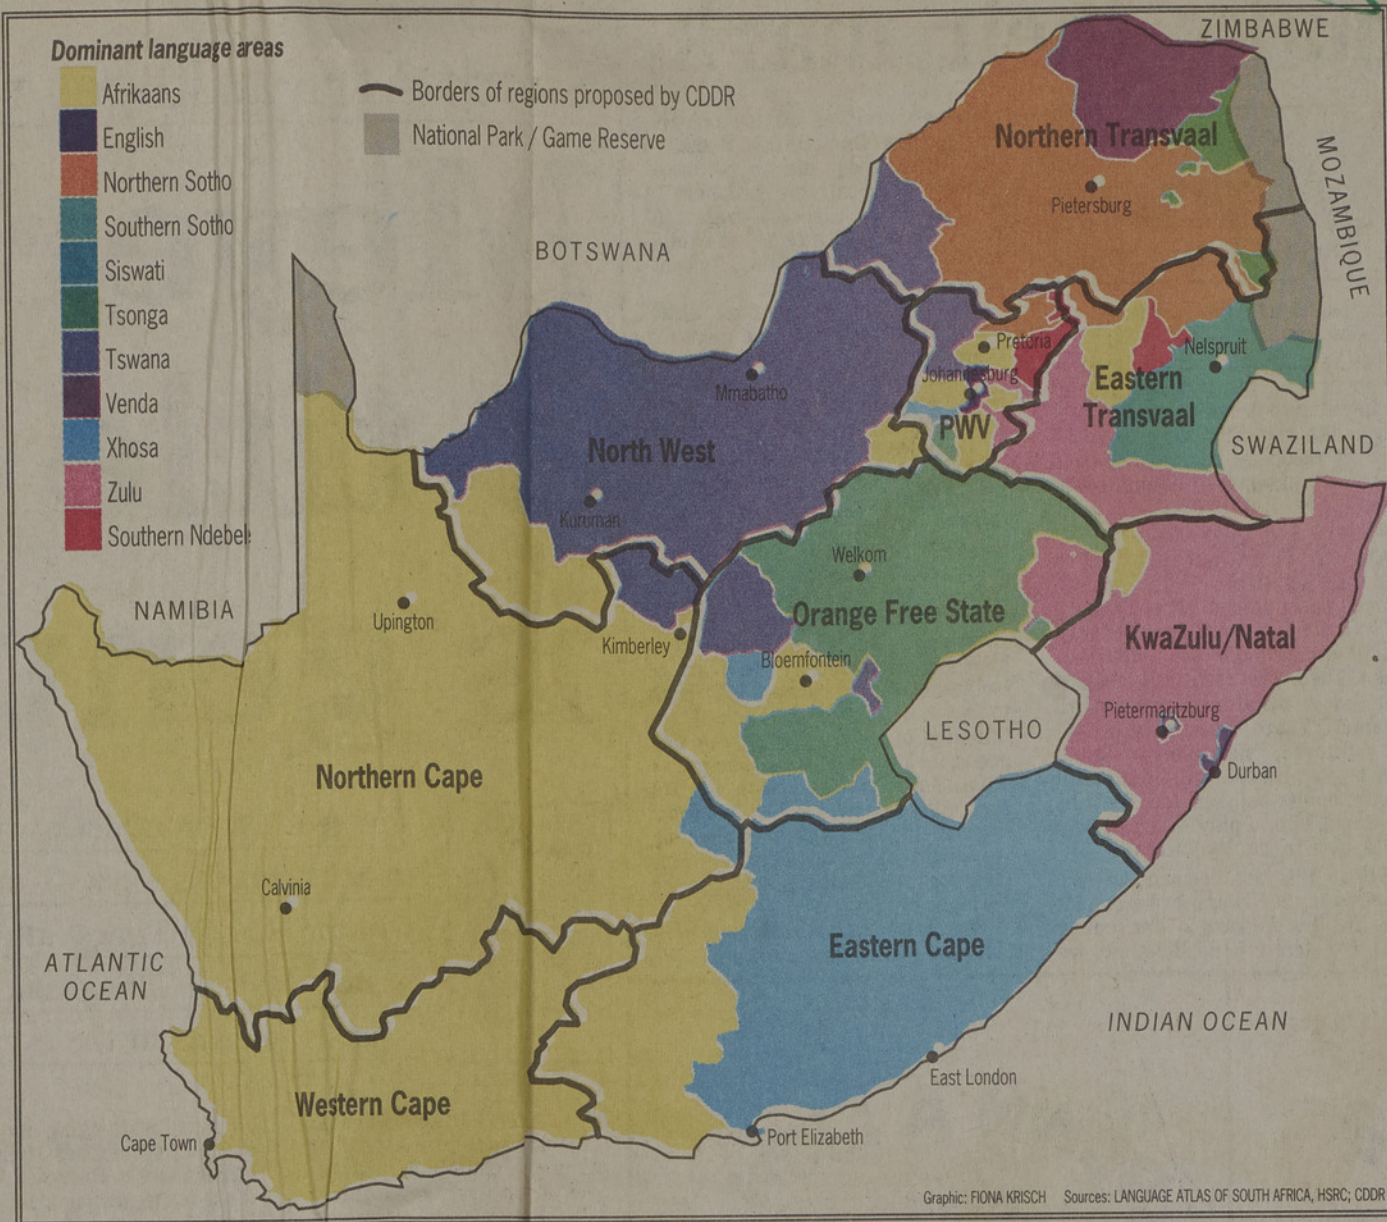 Dominant language areas
Afrikaans
English
Northern Sotho
Southern Sotho
Siswati
Tsonga
Tswana
Venda
Xhosa
Zulu
Southern Ndebele
Borders of regions proposed by CDDR
National Park / Game Reserve
ZIMBABWE
MOZAMBIQUE
BOTSWANA
Northern Transvaal
Pietersburg
Pretoria
Johannesburg
PWV
Nelspruit
Eastern
Transvaal
SWAZILAND
Mmabatho
North West
Kuruman
Welkom
Orange Free State
Bloemfontein
KwaZulu/Natal
NAMIBIA
Upington
Kimberley
LESOTHO
Pietermaritzburg
Durban
Northern Cape
Calvinia
Eastern Cape
ATLANTIC
OCEAN
INDIAN OCEAN
East London
Western Cape
Cape Town
Port Elizabeth
Graphic: FIONA KRISCH Sources: LANGUAGE ATLAS OF SOUTH AFRICA, HSRC; CDDR